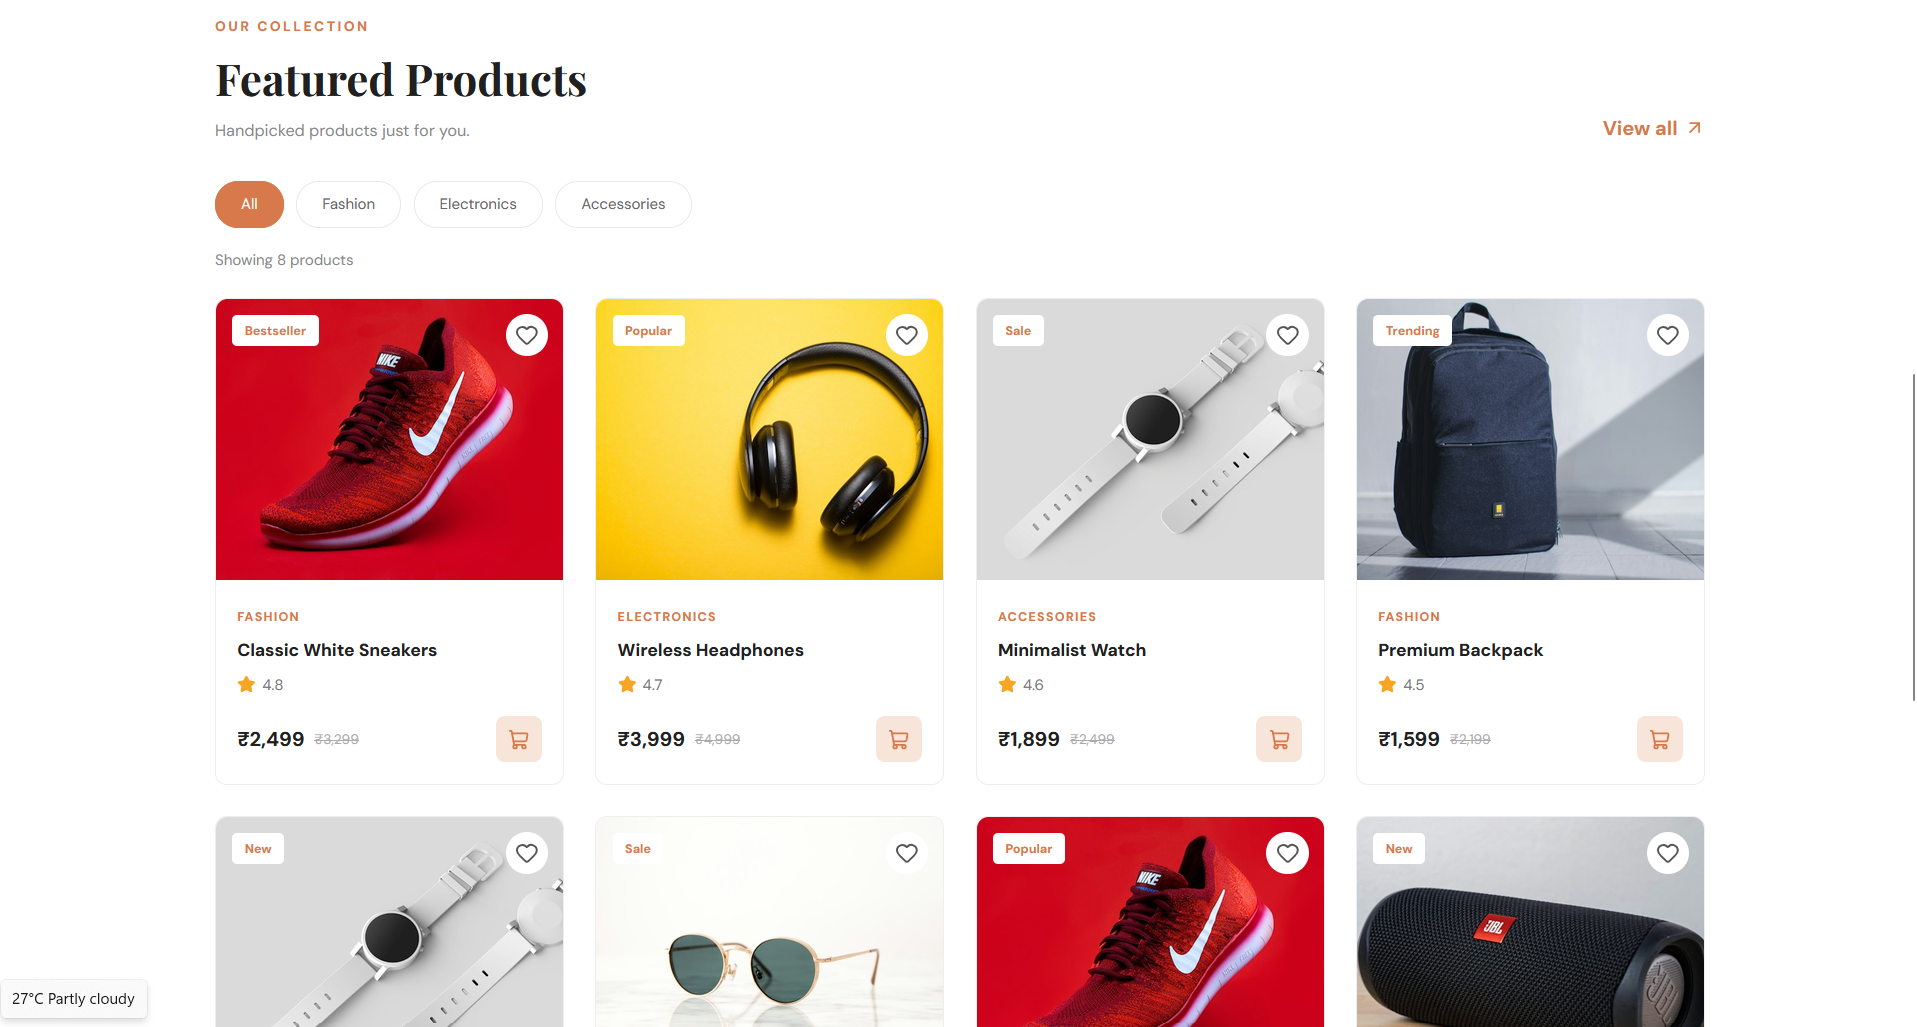 OUR COLLECTION
Featured Products
Handpicked products just for you.
View all
All
Fashion
Electronics
Accessories
Showing 8 products
Bestseller
NIKE
Popular
Sale
Trending
FASHION
Classic White Sneakers
4.8
₹2,499 ₹3,299
ELECTRONICS
Wireless Headphones
4.7
₹3,999 ₹4,999
ACCESSORIES
Minimalist Watch
4.6
₹1,899 ₹2,499
FASHION
Premium Backpack
4.5
₹1,599 ₹2,199
New
Sale
Popular
NIKE
New
JBL
JBL
27°C Partly cloudy